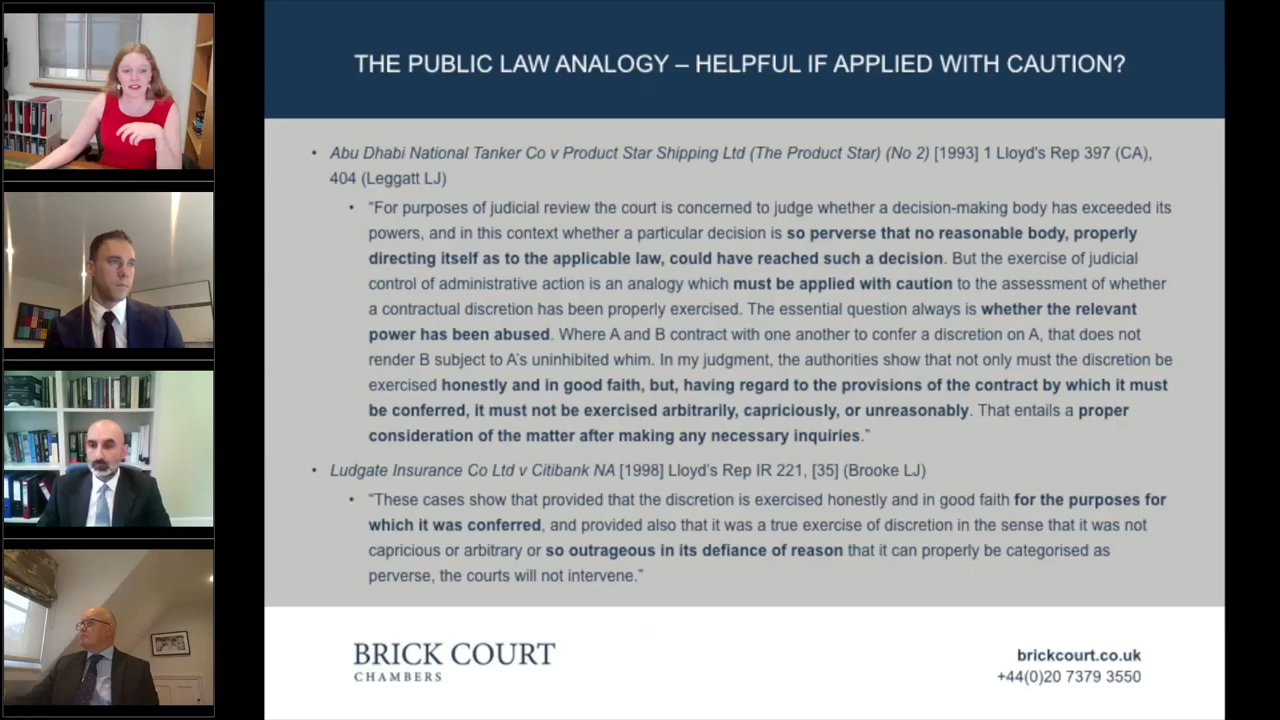 THE PUBLIC LAW ANALOGY – HELPFUL IF APPLIED WITH CAUTION?
• Abu Dhabi National Tanker Co v Product Star Shipping Ltd (The Product Star) (No 2) [1993] 1 Lloyd's Rep 397 (CA),
404 (Leggatt LJ)
• “For purposes of judicial review the court is concerned to judge whether a decision-making body has exceeded its
powers, and in this context whether a particular decision is so perverse that no reasonable body, properly
directing itself as to the applicable law, could have reached such a decision. But the exercise of judicial
control of administrative action is an analogy which must be applied with caution to the assessment of whether
a contractual discretion has been properly exercised. The essential question always is whether the relevant
power has been abused. Where A and B contract with one another to confer a discretion on A, that does not
render B subject to A’s uninhibited whim. In my judgment, the authorities show that not only must the discretion be
exercised honestly and in good faith, but, having regard to the provisions of the contract by which it must
be conferred, it must not be exercised arbitrarily, capriciously, or unreasonably. That entails a proper
consideration of the matter after making any necessary inquiries.”
• Ludgate Insurance Co Ltd v Citibank NA [1998] Lloyd’s Rep IR 221, [35] (Brooke LJ)
• “These cases show that provided that the discretion is exercised honestly and in good faith for the purposes for
which it was conferred, and provided also that it was a true exercise of discretion in the sense that it was not
capricious or arbitrary or so outrageous in its defiance of reason that it can properly be categorised as
perverse, the courts will not intervene.”
BRICK COURT
CHAMBERS
brickcourt.co.uk
+44(0)20 7379 3550